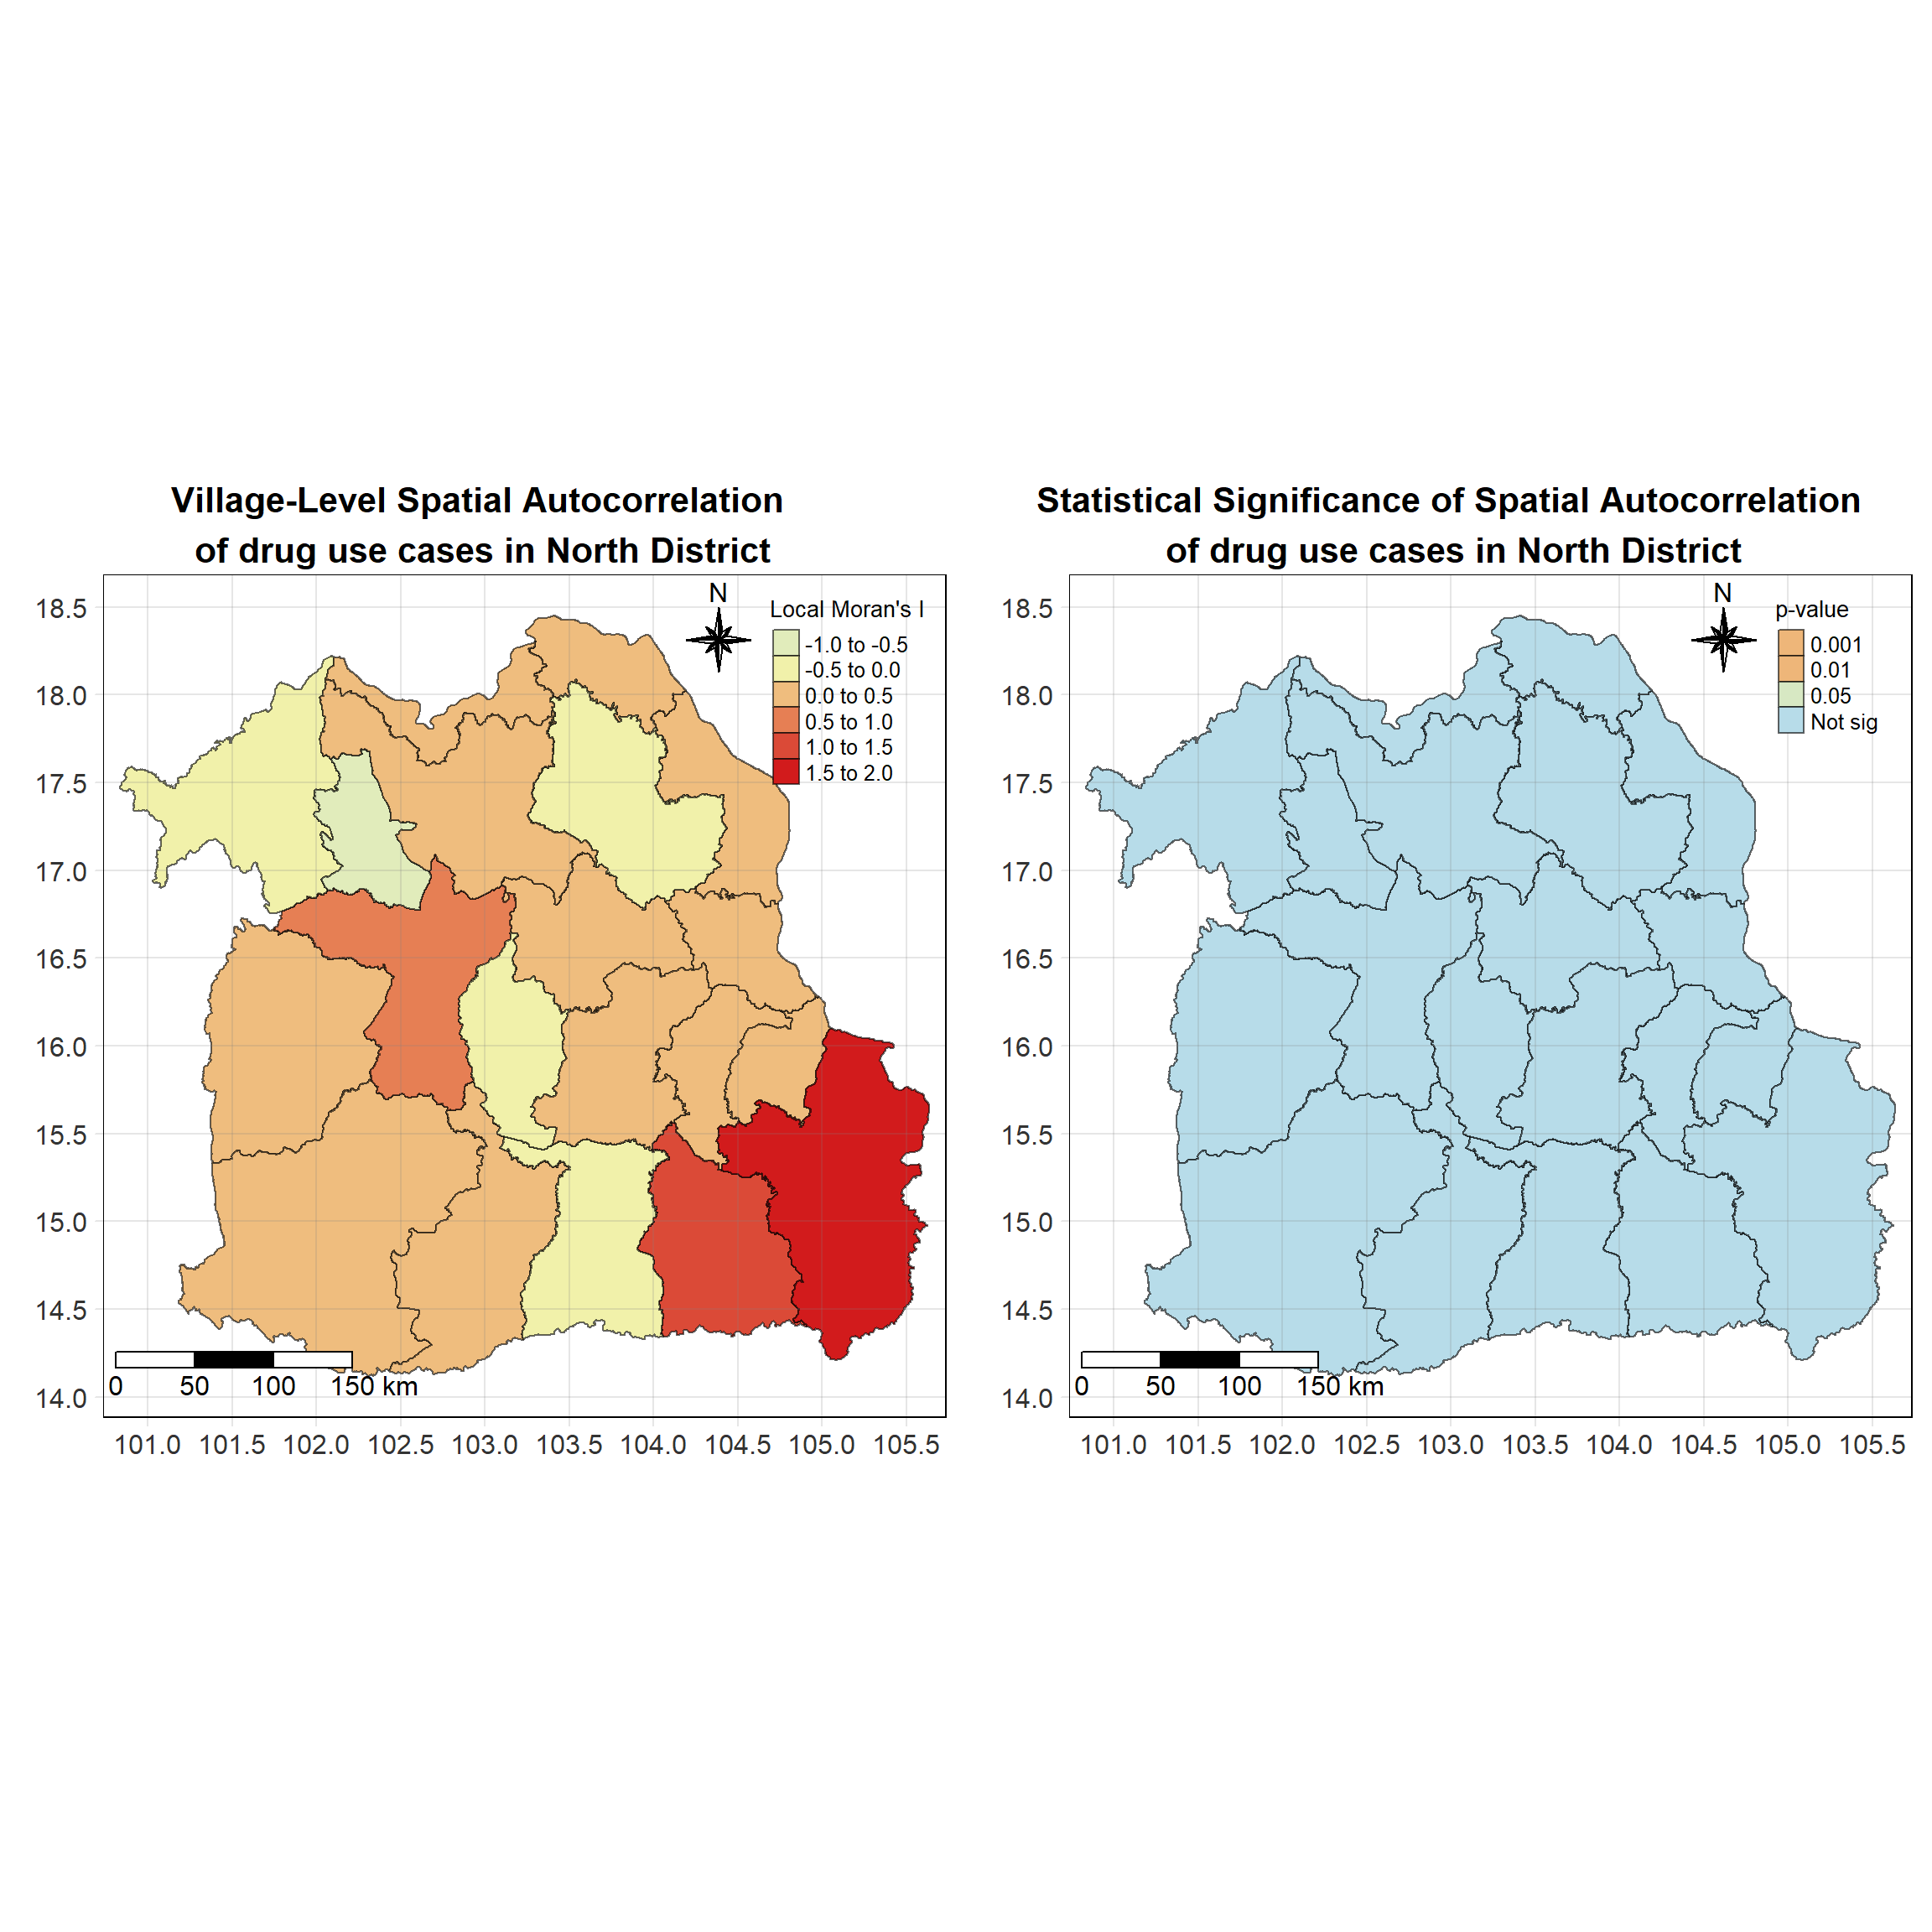 Village-Level Spatial Autocorrelation
of drug use cases in North District
N
Local Moran's I
-1.0 to -0.5
-0.5 to 0.0
0.0 to 0.5
0.5 to 1.0
1.0 to 1.5
1.5 to 2.0
18.5
18.0
17.5
17.0
16.5
16.0
15.5
15.0
14.5
14.0
0 50 100 150 km
101.0 101.5 102.0 102.5 103.0 103.5 104.0 104.5 105.0 105.5
Statistical Significance of Spatial Autocorrelation
of drug use cases in North District
N
p-value
0.001
0.01
0.05
Not sig
18.5
18.0
17.5
17.0
16.5
16.0
15.5
15.0
14.5
14.0
0 50 100 150 km
101.0 101.5 102.0 102.5 103.0 103.5 104.0 104.5 105.0 105.5